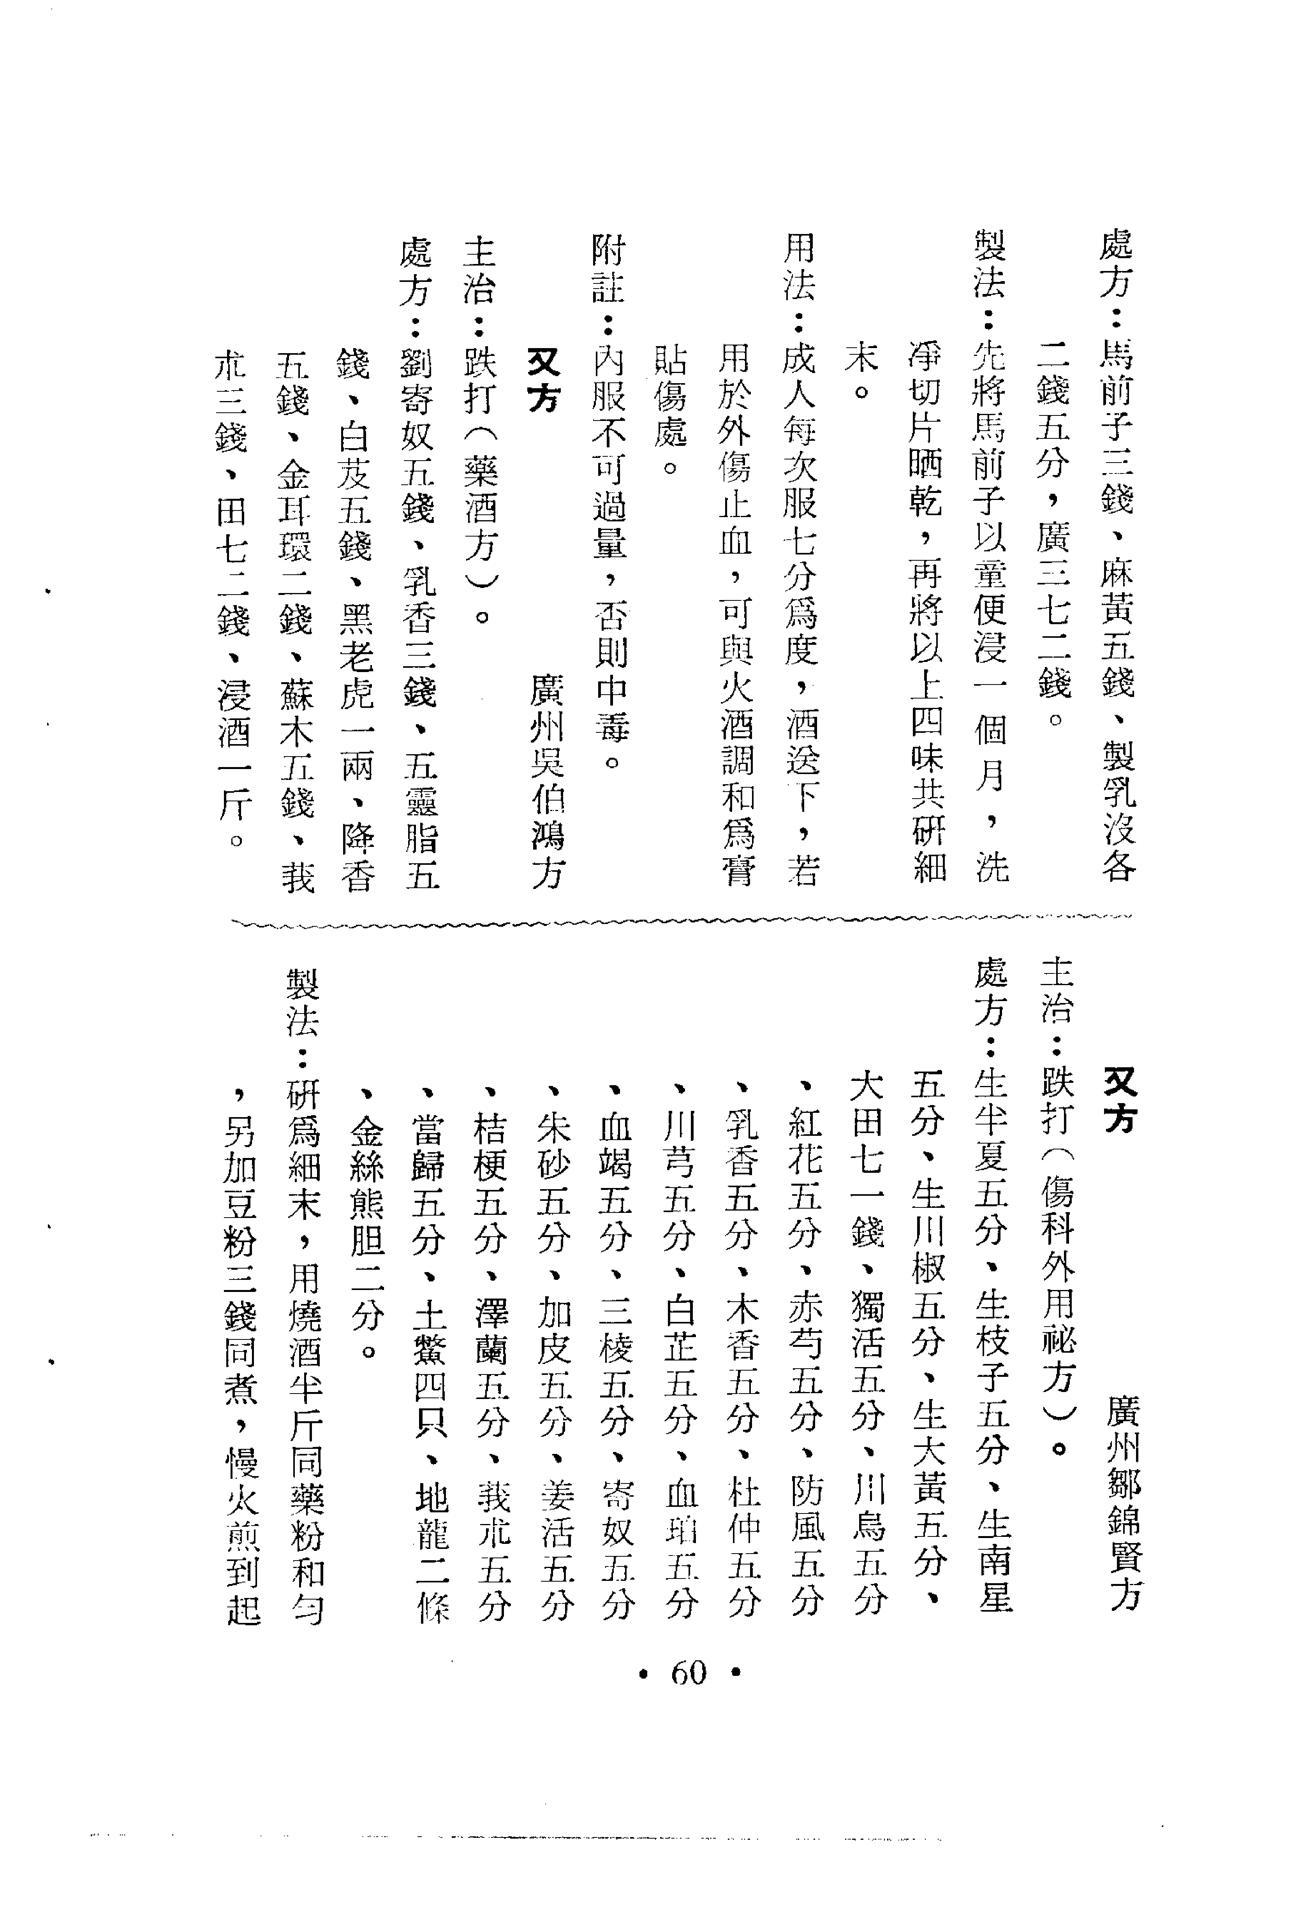 處方：馬前子三錢、麻黃五錢、製乳沒各
二錢五分，廣三七二錢。
製法：先將馬前子以童便浸一個月，洗
凈切片晒乾，再將以上四味共研細
末。
用法：成人每次服七分爲度，酒送下，若
用於外傷止血，可與火酒調和爲膏
貼傷處。
附註：內服不可過量，否則中毒。
又方　廣州吳伯鴻方
主治：跌打（藥酒方）。
處方：劉寄奴五錢、乳香三錢、五靈脂五
錢、白芨五錢、黑老虎一兩、降香
五錢、金耳環二錢、蘇木五錢、莪
朮三錢、田七二錢、浸酒一斤。
又方　廣州鄒錦賢方
主治：跌打（傷科外用祕方）。
處方：生半夏五分、生枝子五分、生南星
五分、生川椒五分、生大黃五分、
大田七一錢、獨活五分、川烏五分
、紅花五分、赤芍五分、防風五分
、乳香五分、木香五分、杜仲五分
、川芎五分、白芷五分、血珀五分
、血竭五分、三棱五分、寄奴五分
、朱砂五分、加皮五分、姜活五分
、桔梗五分、澤蘭五分、莪朮五分
、當歸五分、土鱉四只、地龍二條
、金絲熊胆二分。
製法：研爲細末，用燒酒半斤同藥粉和勻
，另加豆粉三錢同煮，慢火煎到起
• 60 •